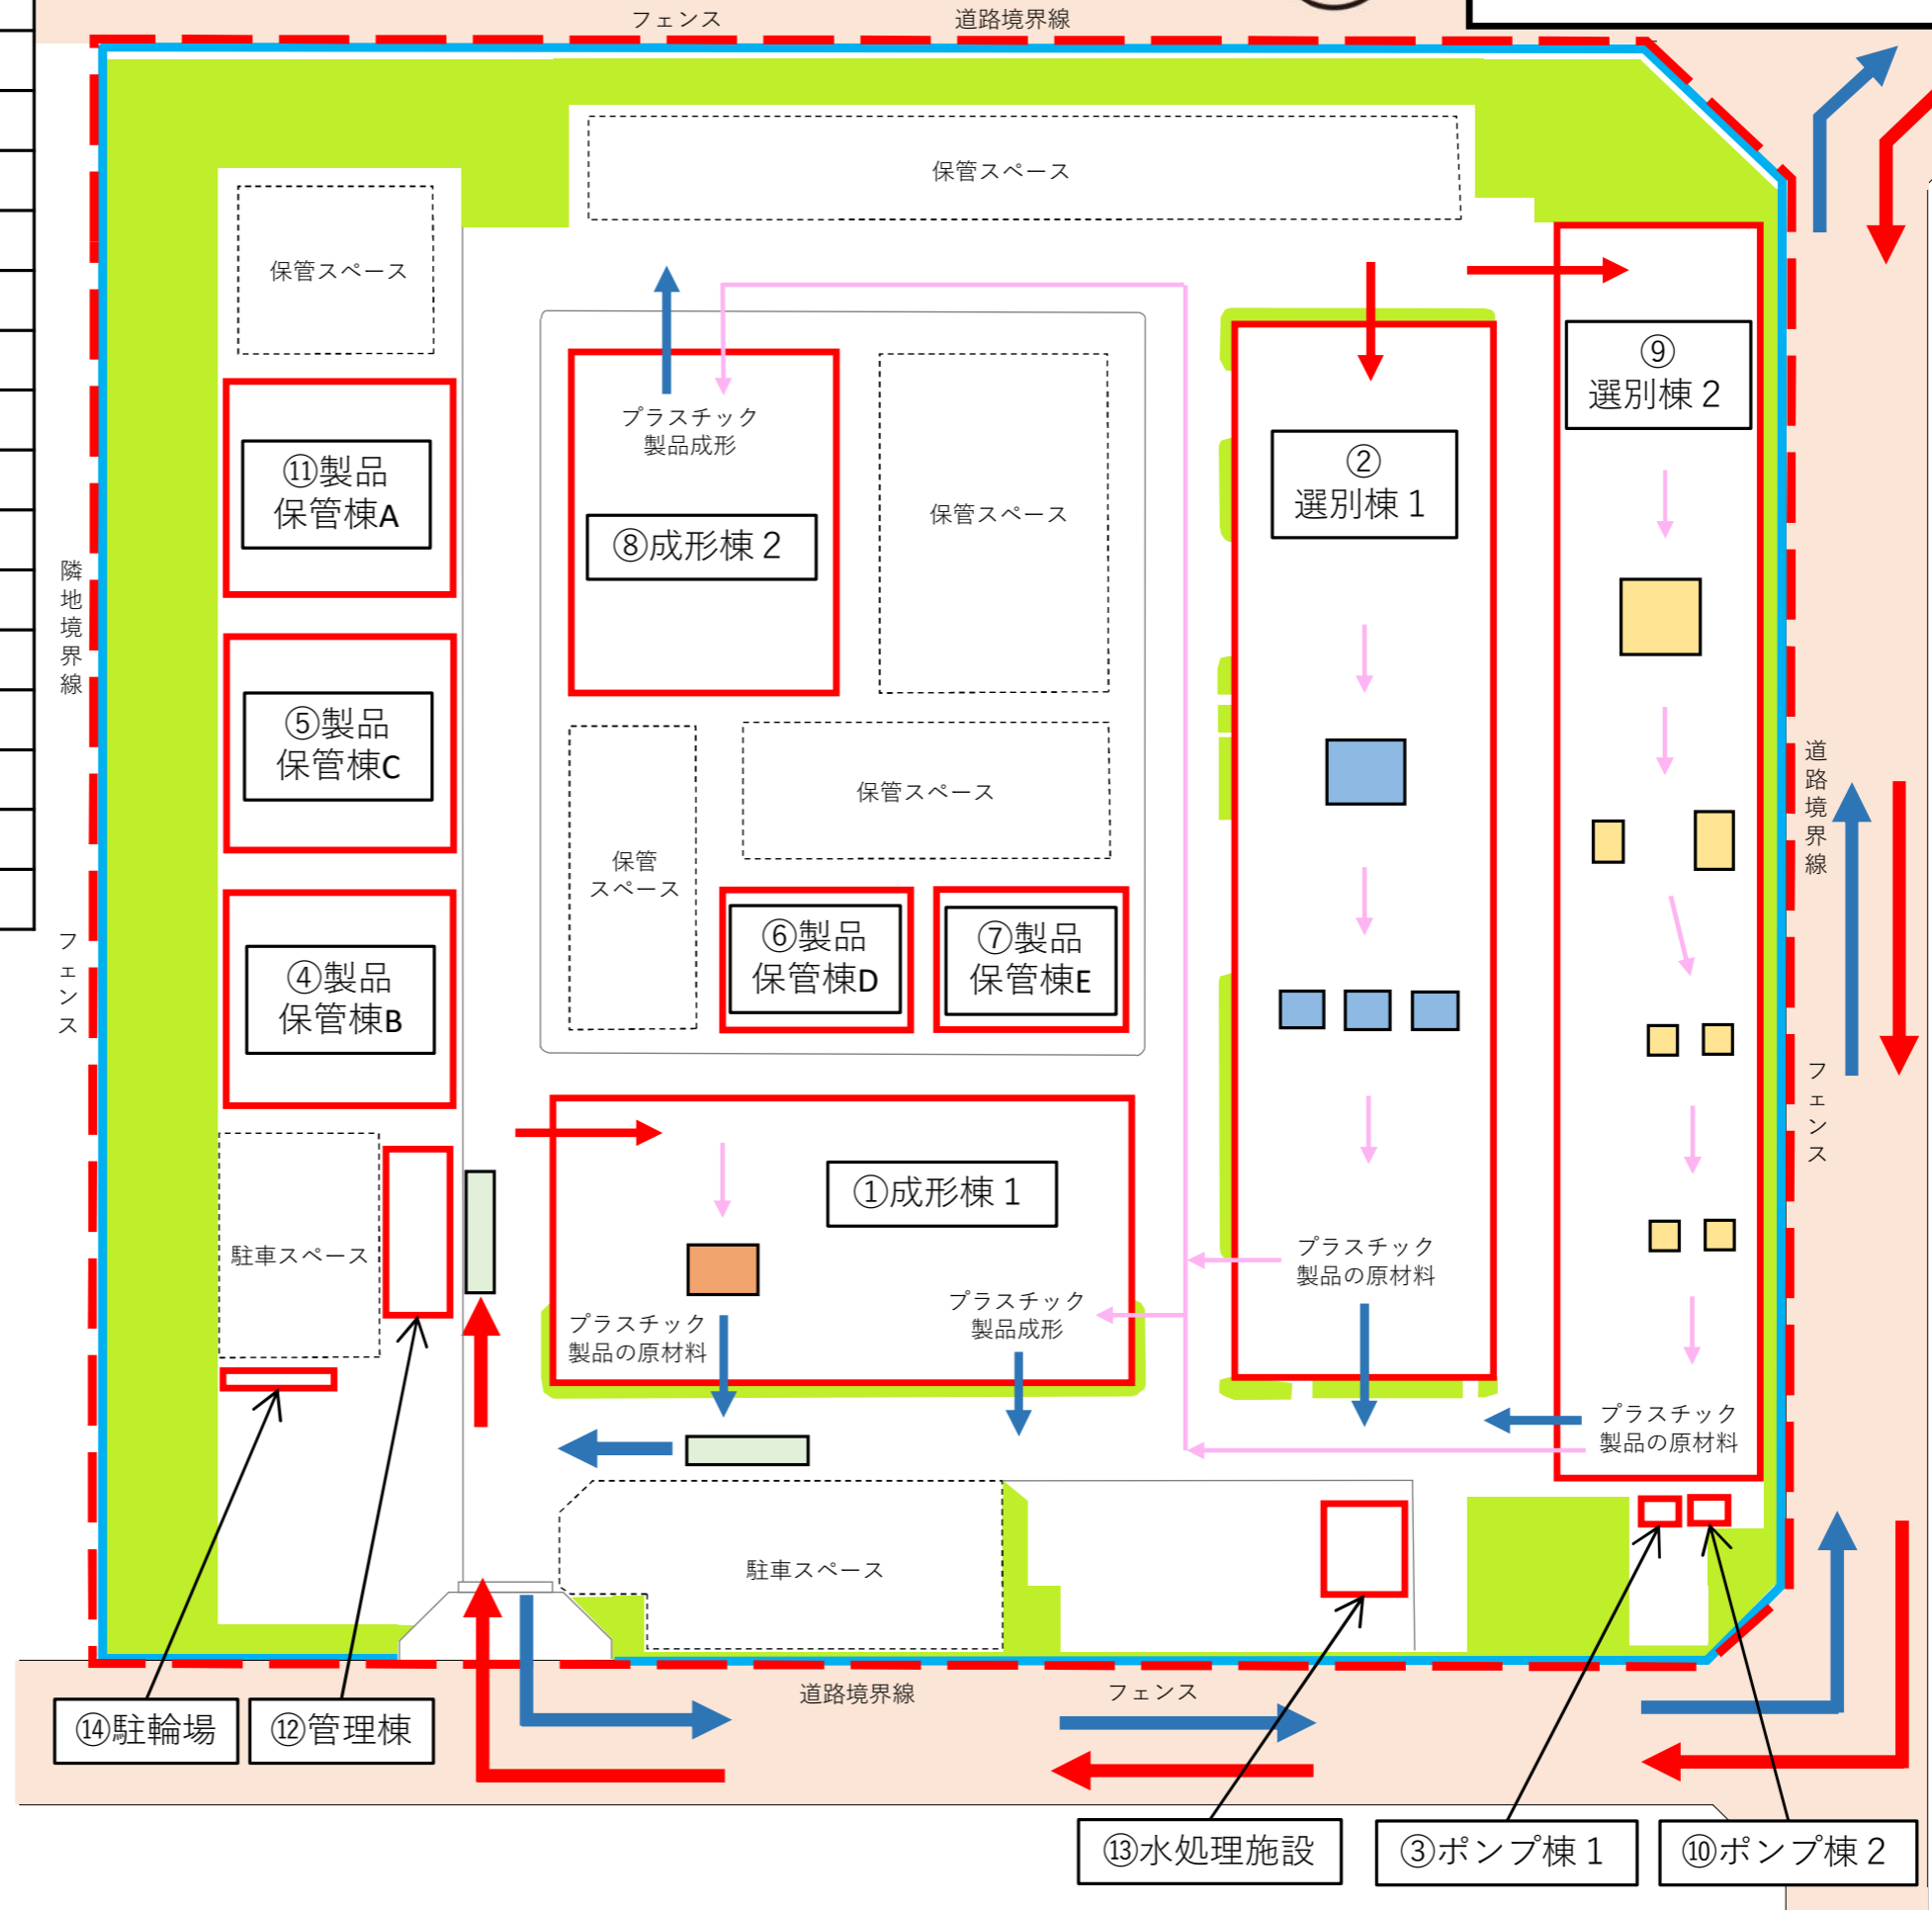 フェンス
道路境界線
保管スペース
保管スペース
⑨
選別棟２
プラスチック
製品成形
⑪製品
保管棟A
②
選別棟１
⑧成形棟２
保管スペース
隣地境界線
⑤製品
保管棟C
道路境界線
保管スペース
保管
スペース
フェンス
④製品
保管棟B
⑥製品
保管棟D
⑦製品
保管棟E
フェンス
①成形棟１
駐車スペース
プラスチック
製品の原材料
プラスチック
製品成形
プラスチック
製品の原材料
プラスチック
製品の原材料
駐車スペース
道路境界線
フェンス
⑭駐輪場
⑫管理棟
⑬水処理施設
③ポンプ棟１
⑩ポンプ棟２